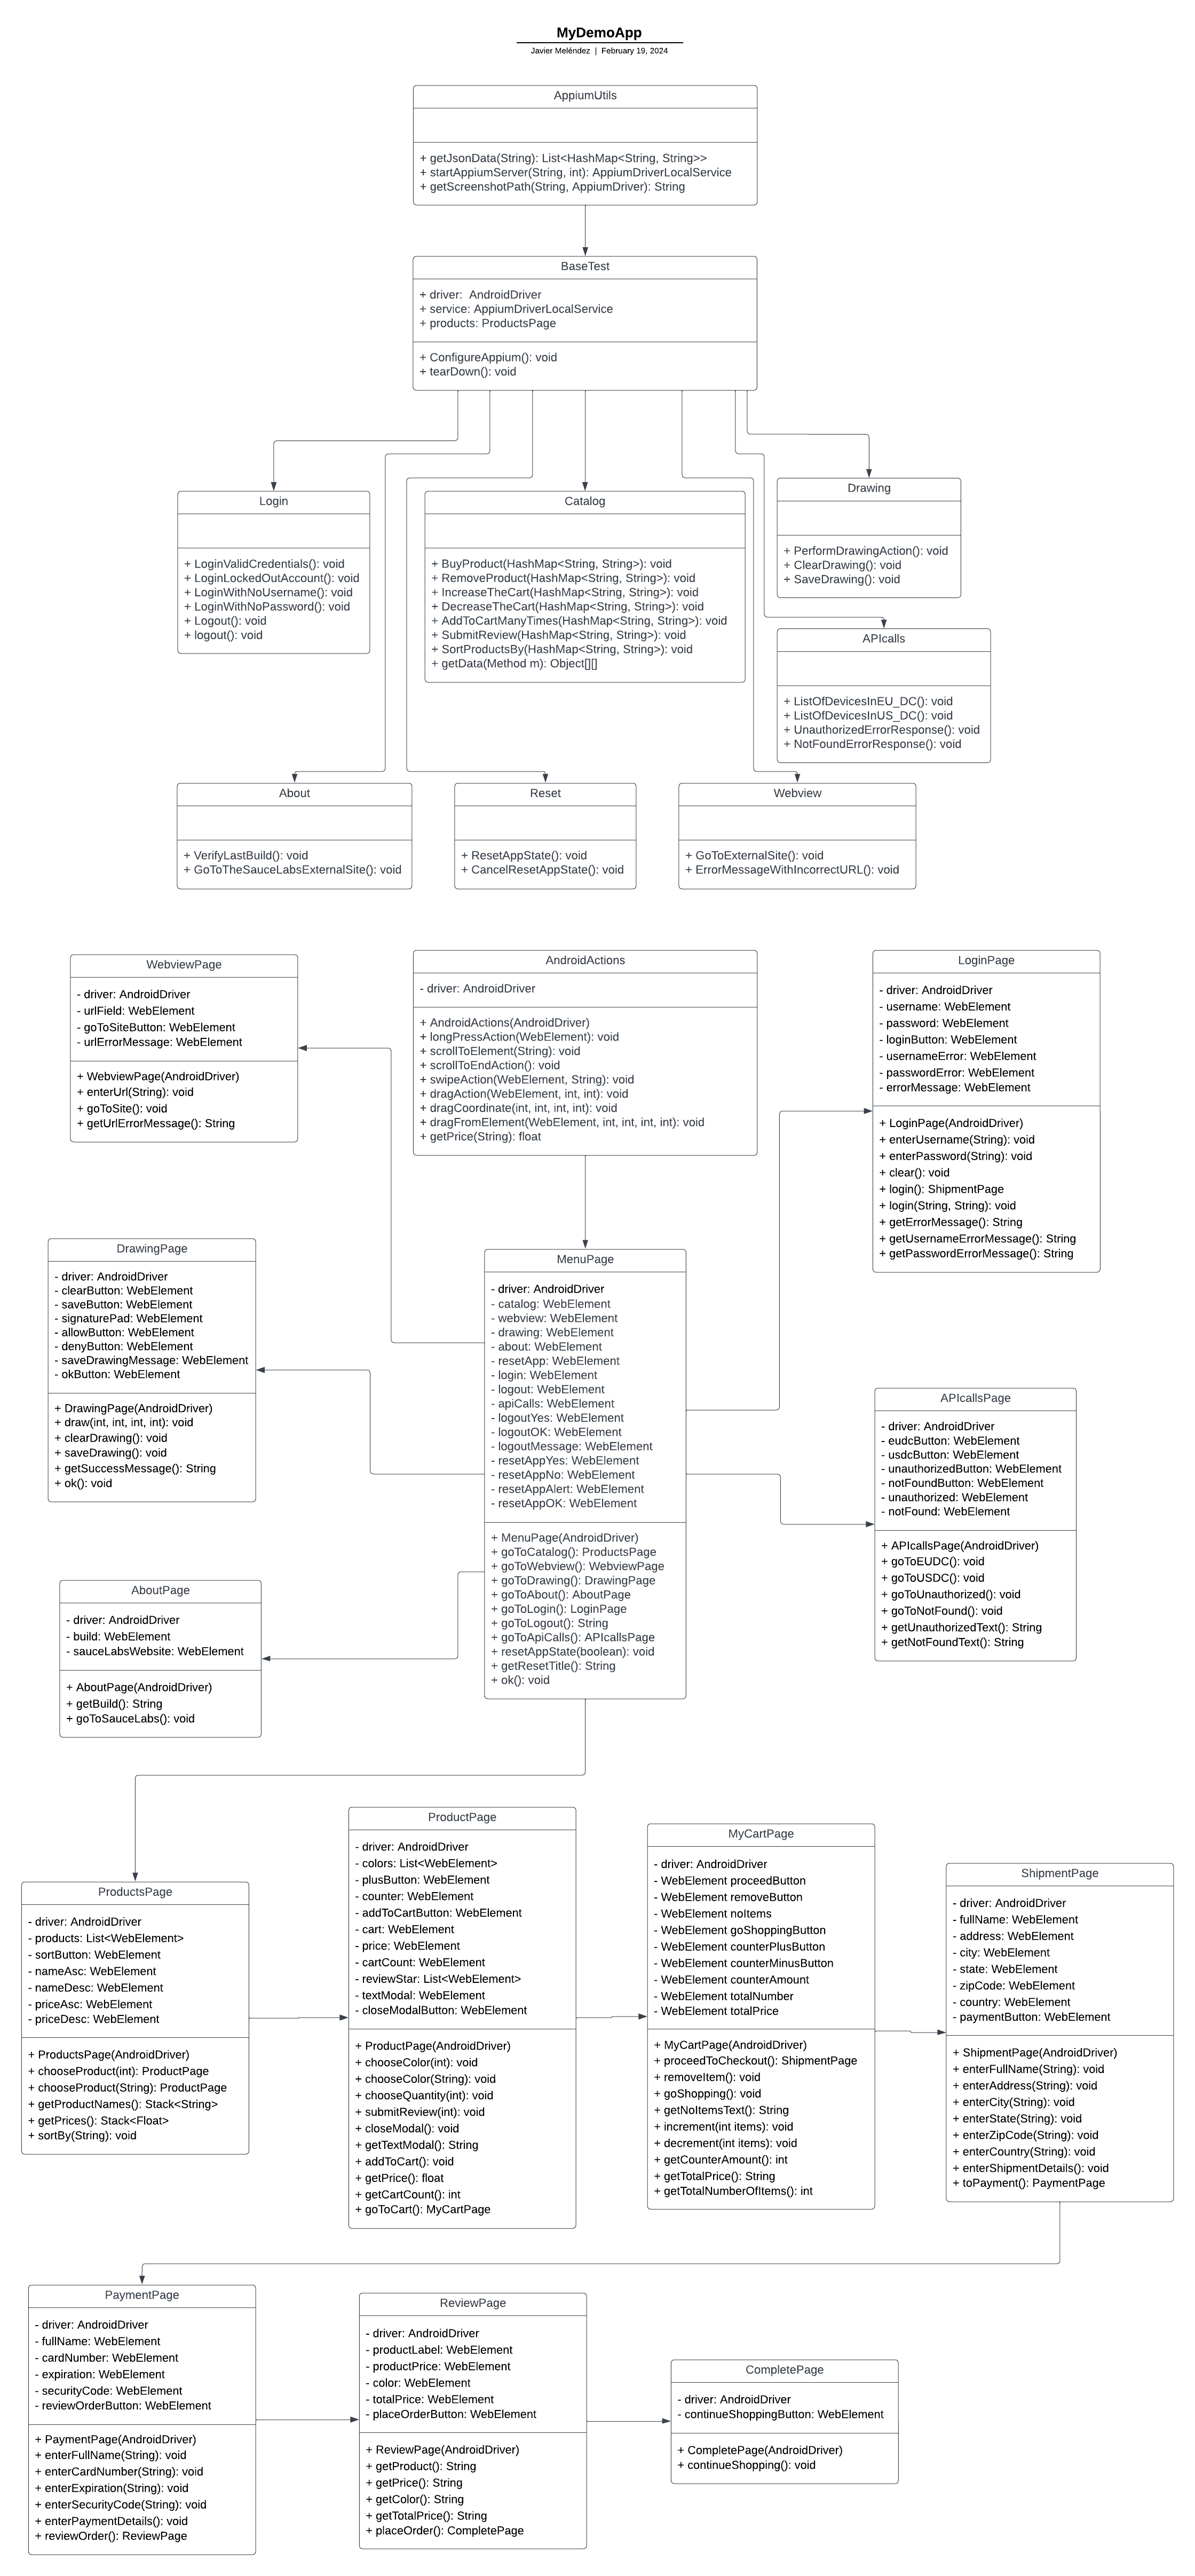 MyDemoApp
Javier Meléndez | February 19, 2024
AppiumUtils
+ getJsonData(String): List<HashMap<String, String>>
+ startAppiumServer(String, int): AppiumDriverLocalService
+ getScreenshotPath(String, AppiumDriver): String
BaseTest
+ driver:  AndroidDriver
+ service: AppiumDriverLocalService
+ products: ProductsPage
+ ConfigureAppium(): void
+ tearDown(): void
Login
+ LoginValidCredentials(): void
+ LoginLockedOutAccount(): void
+ LoginWithNoUsername(): void
+ LoginWithNoPassword(): void
+ Logout(): void
+ logout(): void
Catalog
+ BuyProduct(HashMap<String, String>): void
+ RemoveProduct(HashMap<String, String>): void
+ IncreaseTheCart(HashMap<String, String>): void
+ DecreaseTheCart(HashMap<String, String>): void
+ AddToCartManyTimes(HashMap<String, String>): void
+ SubmitReview(HashMap<String, String>): void
+ SortProductsBy(HashMap<String, String>): void
+ getData(Method m): Object[][]
Drawing
+ PerformDrawingAction(): void
+ ClearDrawing(): void
+ SaveDrawing(): void
APIcalls
+ ListOfDevicesInEU_DC(): void
+ ListOfDevicesInUS_DC(): void
+ UnauthorizedErrorResponse(): void
+ NotFoundErrorResponse(): void
About
+ VerifyLastBuild(): void
+ GoToTheSauceLabsExternalSite(): void
Reset
+ ResetAppState(): void
+ CancelResetAppState(): void
Webview
+ GoToExternalSite(): void
+ ErrorMessageWithIncorrectURL(): void
WebviewPage
- driver: AndroidDriver
- urlField: WebElement
- goToSiteButton: WebElement
- urlErrorMessage: WebElement
+ WebviewPage(AndroidDriver)
+ enterUrl(String): void
+ goToSite(): void
+ getUrlErrorMessage(): String
AndroidActions
- driver: AndroidDriver
+ AndroidActions(AndroidDriver)
+ longPressAction(WebElement): void
+ scrollToElement(String): void
+ scrollToEndAction(): void
+ swipeAction(WebElement, String): void
+ dragAction(WebElement, int, int): void
+ dragCoordinate(int, int, int, int): void
+ dragFromElement(WebElement, int, int, int, int): void
+ getPrice(String): float
LoginPage
- driver: AndroidDriver
- username: WebElement
- password: WebElement
- loginButton: WebElement
- usernameError: WebElement
- passwordError: WebElement
- errorMessage: WebElement
+ LoginPage(AndroidDriver)
+ enterUsername(String): void
+ enterPassword(String): void
+ clear(): void
+ login(): ShipmentPage
+ login(String, String): void
+ getErrorMessage(): String
+ getUsernameErrorMessage(): String
+ getPasswordErrorMessage(): String
DrawingPage
- driver: AndroidDriver
- clearButton: WebElement
- saveButton: WebElement
- signaturePad: WebElement
- allowButton: WebElement
- denyButton: WebElement
- saveDrawingMessage: WebElement
- okButton: WebElement
+ DrawingPage(AndroidDriver)
+ draw(int, int, int, int): void
+ clearDrawing(): void
+ saveDrawing(): void
+ getSuccessMessage(): String
+ ok(): void
MenuPage
- driver: AndroidDriver
- catalog: WebElement
- webview: WebElement
- drawing: WebElement
- about: WebElement
- resetApp: WebElement
- login: WebElement
- logout: WebElement
- apiCalls: WebElement
- logoutYes: WebElement
- logoutOK: WebElement
- logoutMessage: WebElement
- resetAppYes: WebElement
- resetAppNo: WebElement
- resetAppAlert: WebElement
- resetAppOK: WebElement
+ MenuPage(AndroidDriver)
+ goToCatalog(): ProductsPage
+ goToWebview(): WebviewPage
+ goToDrawing(): DrawingPage
+ goToAbout(): AboutPage
+ goToLogin(): LoginPage
+ goToLogout(): String
+ goToApiCalls(): APIcallsPage
+ resetAppState(boolean): void
+ getResetTitle(): String
+ ok(): void
APIcallsPage
- driver: AndroidDriver
- eudcButton: WebElement
- usdcButton: WebElement
- unauthorizedButton: WebElement
- notFoundButton: WebElement
- unauthorized: WebElement
- notFound: WebElement
+ APIcallsPage(AndroidDriver)
+ goToEUDC(): void
+ goToUSDC(): void
+ goToUnauthorized(): void
+ goToNotFound(): void
+ getUnauthorizedText(): String
+ getNotFoundText(): String
AboutPage
- driver: AndroidDriver
- build: WebElement
- sauceLabsWebsite: WebElement
+ AboutPage(AndroidDriver)
+ getBuild(): String
+ goToSauceLabs(): void
ProductsPage
- driver: AndroidDriver
- products: List<WebElement>
- sortButton: WebElement
- nameAsc: WebElement
- nameDesc: WebElement
- priceAsc: WebElement
- priceDesc: WebElement
+ ProductsPage(AndroidDriver)
+ chooseProduct(int): ProductPage
+ chooseProduct(String): ProductPage
+ getProductNames(): Stack<String>
+ getPrices(): Stack<Float>
+ sortBy(String): void
ProductPage
- driver: AndroidDriver
- colors: List<WebElement>
- plusButton: WebElement
- counter: WebElement
- addToCartButton: WebElement
- cart: WebElement
- price: WebElement
- cartCount: WebElement
- reviewStar: List<WebElement>
- textModal: WebElement
- closeModalButton: WebElement
+ ProductPage(AndroidDriver)
+ chooseColor(int): void
+ chooseColor(String): void
+ chooseQuantity(int): void
+ submitReview(int): void
+ closeModal(): void
+ getTextModal(): String
+ addToCart(): void
+ getPrice(): float
+ getCartCount(): int
+ goToCart(): MyCartPage
MyCartPage
- driver: AndroidDriver
- WebElement proceedButton
- WebElement removeButton
- WebElement noItems
- WebElement goShoppingButton
- WebElement counterPlusButton
- WebElement counterMinusButton
- WebElement counterAmount
- WebElement totalNumber
- WebElement totalPrice
+ MyCartPage(AndroidDriver)
+ proceedToCheckout(): ShipmentPage
+ removeItem(): void
+ goShopping(): void
+ getNoItemsText(): String
+ increment(int items): void
+ decrement(int items): void
+ getCounterAmount(): int
+ getTotalPrice(): String
+ getTotalNumberOfItems(): int
ShipmentPage
- driver: AndroidDriver
- fullName: WebElement
- address: WebElement
- city: WebElement
- state: WebElement
- zipCode: WebElement
- country: WebElement
- paymentButton: WebElement
+ ShipmentPage(AndroidDriver)
+ enterFullName(String): void
+ enterAddress(String): void
+ enterCity(String): void
+ enterState(String): void
+ enterZipCode(String): void
+ enterCountry(String): void
+ enterShipmentDetails(): void
+ toPayment(): PaymentPage
PaymentPage
- driver: AndroidDriver
- fullName: WebElement
- cardNumber: WebElement
- expiration: WebElement
- securityCode: WebElement
- reviewOrderButton: WebElement
+ PaymentPage(AndroidDriver)
+ enterFullName(String): void
+ enterCardNumber(String): void
+ enterExpiration(String): void
+ enterSecurityCode(String): void
+ enterPaymentDetails(): void
+ reviewOrder(): ReviewPage
ReviewPage
- driver: AndroidDriver
- productLabel: WebElement
- productPrice: WebElement
- color: WebElement
- totalPrice: WebElement
- placeOrderButton: WebElement
+ ReviewPage(AndroidDriver)
+ getProduct(): String
+ getPrice(): String
+ getColor(): String
+ getTotalPrice(): String
+ placeOrder(): CompletePage
CompletePage
- driver: AndroidDriver
- continueShoppingButton: WebElement
+ CompletePage(AndroidDriver)
+ continueShopping(): void